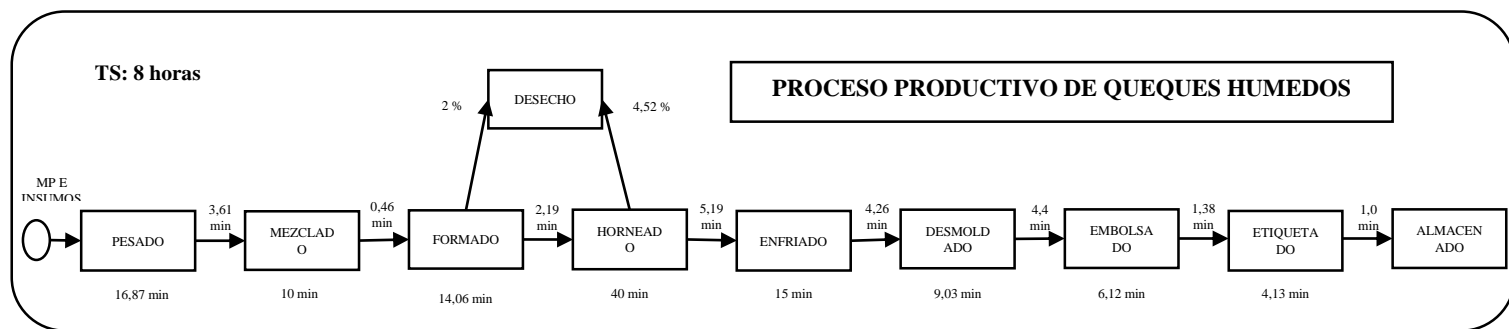 TS: 8 horas
PROCESO PRODUCTIVO DE QUEQUES HUMEDOS
DESECHO
2 %
4,52 %
MP E
INSUMOS
3,61
min
0,46
min
2,19
min
5,19
min
4,26
min
4,4
min
1,38
min
1,0
min
PESADO
MEZCLAD
O
FORMADO
HORNEAD
O
ENFRIADO
DESMOLD
ADO
EMBOLSA
DO
ETIQUETA
DO
ALMACEN
ADO
16,87 min
10 min
14,06 min
40 min
15 min
9,03 min
6,12 min
4,13 min